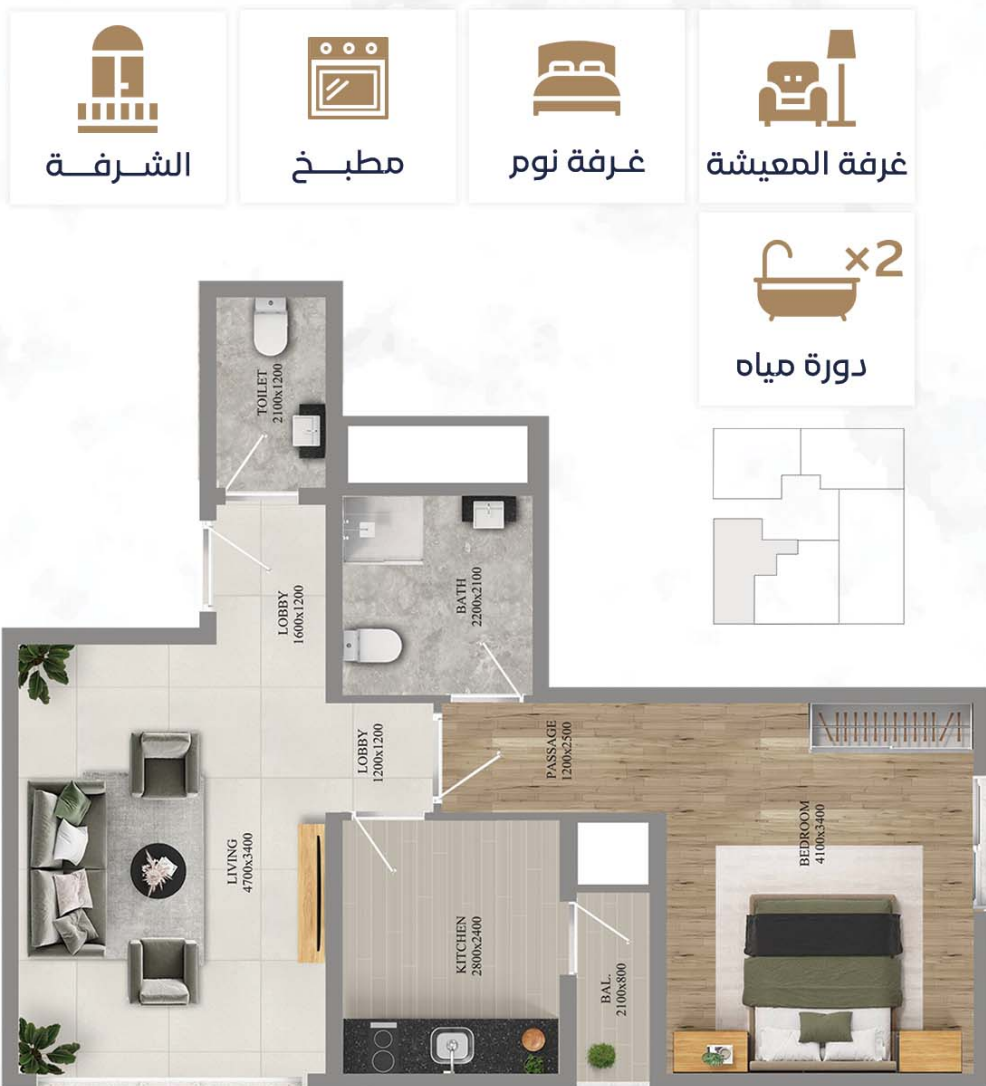 غرفة المعيشة
غرفة نوم
مطبخ
الشرفة
×2
دورة مياه
TOILET
2100x1200
LOBBY
1600x1200
BATH
2200x2100
LOBBY
1200x1200
PASSAGE
1200x2500
LIVING
4700x3400
BEDROOM
4100x3400
KITCHEN
2800x2400
BAL.
2100x800